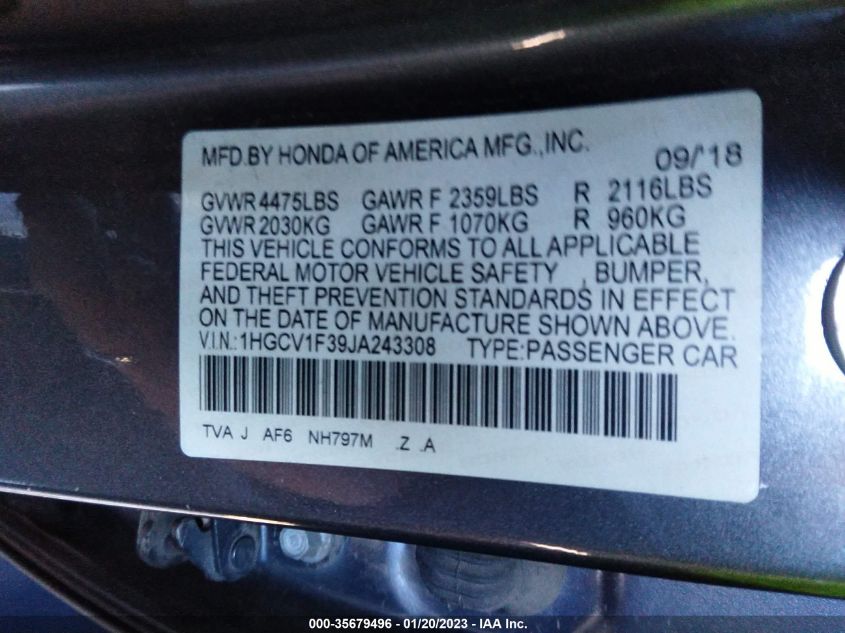 MFD.BY HONDA OF AMERICA MFG.,INC. 09/18
GVWR 4475LBS GAWR F 2359LBS R 2116LBS
GVWR 2030KG GAWR F 1070KG R 960KG
THIS VEHICLE CONFORMS TO ALL APPLICABLE
FEDERAL MOTOR VEHICLE SAFETY , BUMPER,
AND THEFT PREVENTION STANDARDS IN EFFECT
ON THE DATE OF MANUFACTURE SHOWN ABOVE.
V.I.N.:1HGCV1F39JA243308 TYPE:PASSENGER CAR
TVA J AF6 NH797M .Z .A
000-35679496 - 01/20/2023 - IAA Inc.